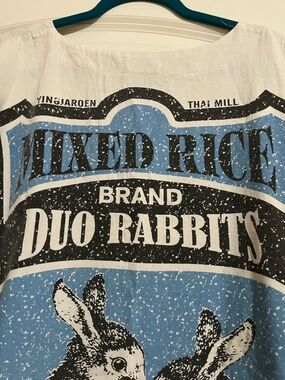 YINGJAROEN THAI MILL
MIXED RICE
BRAND
DUO RABBITS